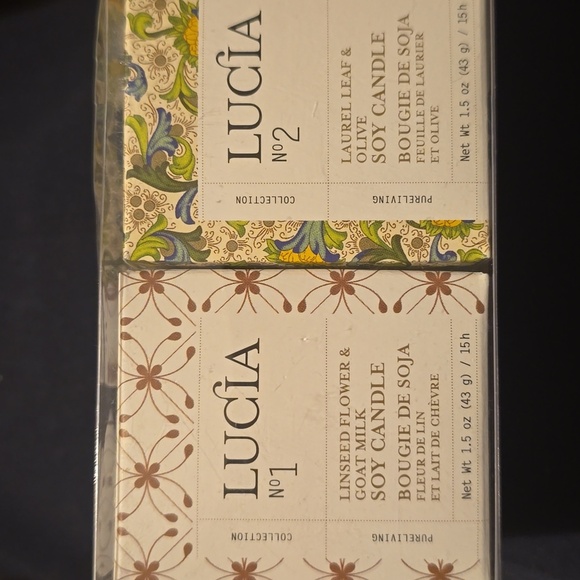 LUCIA
Nº2
LAUREL LEAF &
OLIVE
SOY CANDLE
BOUGIE DE SOJA
FEUILLE DE LAURIER
ET OLIVE
Net Wt 1.5 oz (43 g) / 15h
COLLECTION
PURELIVING
LUCIA
Nº1
LINSEED FLOWER &
GOAT MILK
SOY CANDLE
BOUGIE DE SOJA
FLEUR DE LIN
ET LAIT DE CHÈVRE
Net Wt 1.5 oz (43 g) / 15h
COLLECTION
PURELIVING